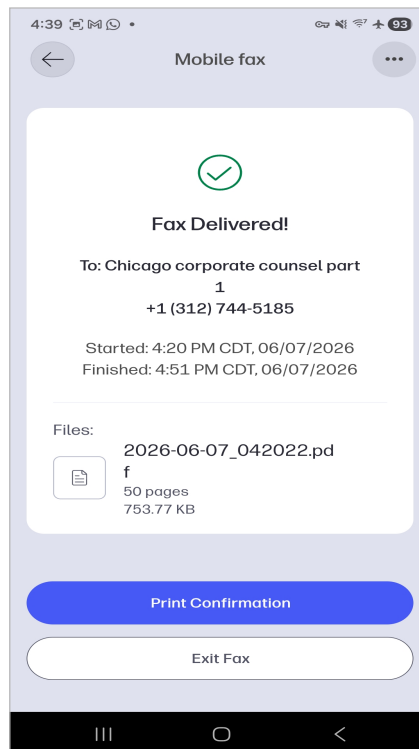 4:39
93
Mobile fax
Fax Delivered!
To: Chicago corporate counsel part
1
+1 (312) 744-5185
Started: 4:20 PM CDT, 06/07/2026
Finished: 4:51 PM CDT, 06/07/2026
Files:
2026-06-07_042022.pd
f
50 pages
753.77 KB
Print Confirmation
Exit Fax